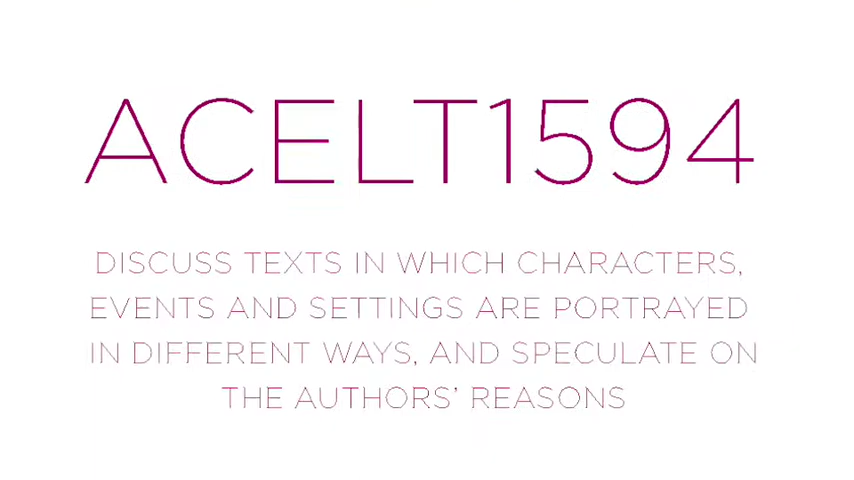 ACELT1594
DISCUSS TEXTS IN WHICH CHARACTERS,
EVENTS AND SETTINGS ARE PORTRAYED
IN DIFFERENT WAYS, AND SPECULATE ON
THE AUTHORS’ REASONS